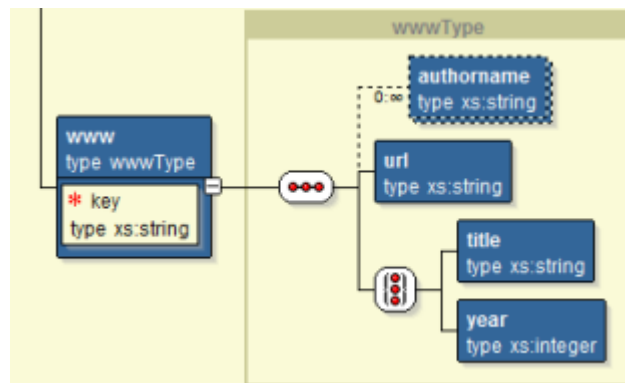 wwwType
authorname
0:∞ type xs:string
www
type wwwType
url
type xs:string
* key
type xs:string
title
type xs:string
year
type xs:integer